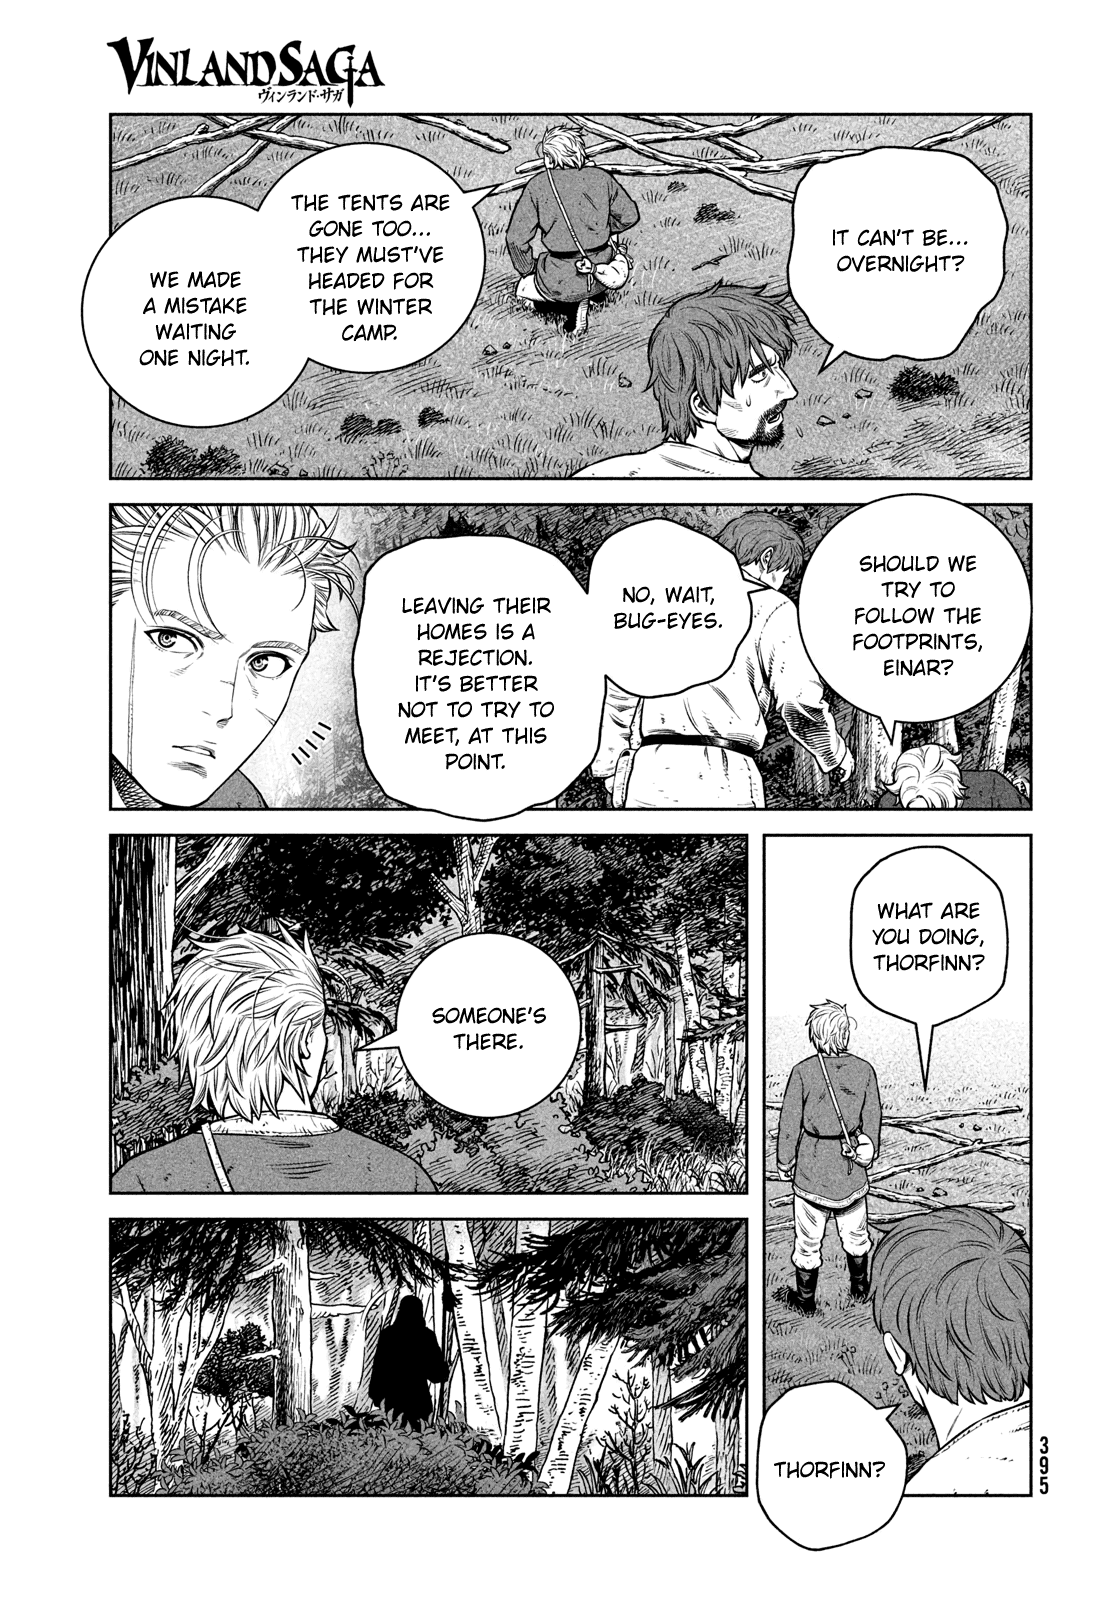 VINLAND SAGA
ヴィンランド・サガ
IT CAN'T BE...
OVERNIGHT?
THE TENTS ARE
GONE TOO...
THEY MUST'VE
HEADED FOR
THE WINTER
CAMP.
WE MADE
A MISTAKE
WAITING
ONE NIGHT.
SHOULD WE
TRY TO
FOLLOW THE
FOOTPRINTS,
EINAR?
NO, WAIT,
BUG-EYES.
LEAVING THEIR
HOMES IS A
REJECTION.
IT'S BETTER
NOT TO TRY TO
MEET, AT THIS
POINT.
WHAT ARE
YOU DOING,
THORFINN?
THORFINN?
SOMEONE'S
THERE.
395